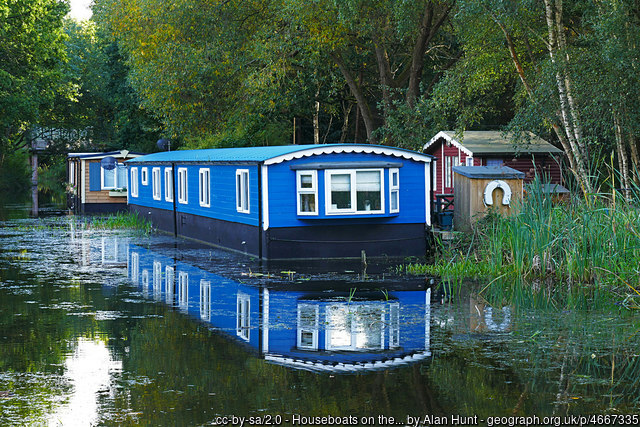 cc-by-sa/2.0 - Houseboats on the... by Alan Hunt - geograph.org.uk/p/4667335